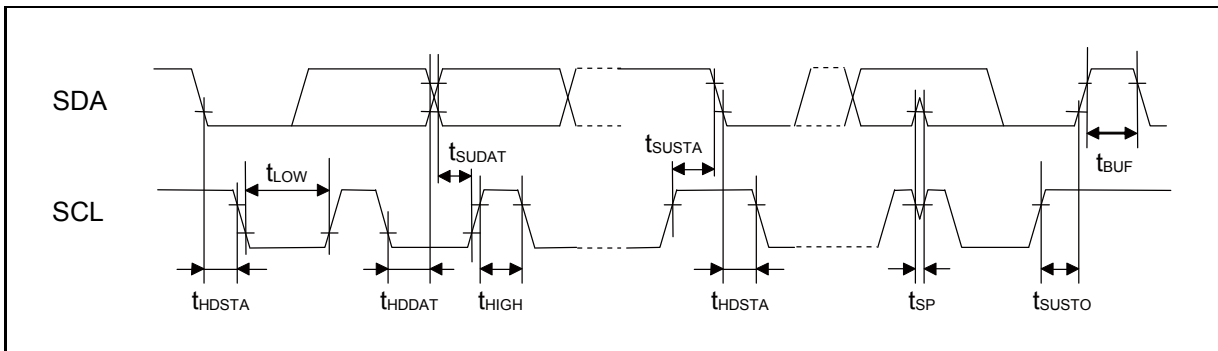 SDA
tSUDAT
tSUSTA
tBUF
tLOW
SCL
tHDSTA
tHDDAT
tHIGH
tHDSTA
tSP
tSUSTO